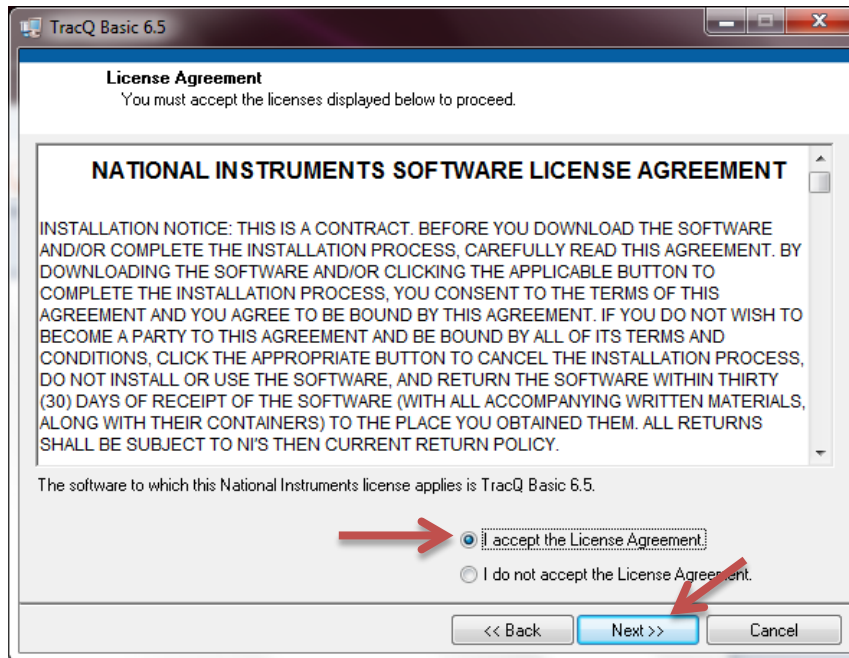 TracQ Basic 6.5
License Agreement
You must accept the licenses displayed below to proceed.
NATIONAL INSTRUMENTS SOFTWARE LICENSE AGREEMENT
INSTALLATION NOTICE: THIS IS A CONTRACT. BEFORE YOU DOWNLOAD THE SOFTWARE
AND/OR COMPLETE THE INSTALLATION PROCESS, CAREFULLY READ THIS AGREEMENT. BY
DOWNLOADING THE SOFTWARE AND/OR CLICKING THE APPLICABLE BUTTON TO
COMPLETE THE INSTALLATION PROCESS, YOU CONSENT TO THE TERMS OF THIS
AGREEMENT AND YOU AGREE TO BE BOUND BY THIS AGREEMENT. IF YOU DO NOT WISH TO
BECOME A PARTY TO THIS AGREEMENT AND BE BOUND BY ALL OF ITS TERMS AND
CONDITIONS, CLICK THE APPROPRIATE BUTTON TO CANCEL THE INSTALLATION PROCESS,
DO NOT INSTALL OR USE THE SOFTWARE, AND RETURN THE SOFTWARE WITHIN THIRTY
(30) DAYS OF RECEIPT OF THE SOFTWARE (WITH ALL ACCOMPANYING WRITTEN MATERIALS,
ALONG WITH THEIR CONTAINERS) TO THE PLACE YOU OBTAINED THEM. ALL RETURNS
SHALL BE SUBJECT TO NI'S THEN CURRENT RETURN POLICY.
The software to which this National Instruments license applies is TracQ Basic 6.5.
I accept the License Agreement.
I do not accept the License Agreement.
<< Back Next >> Cancel